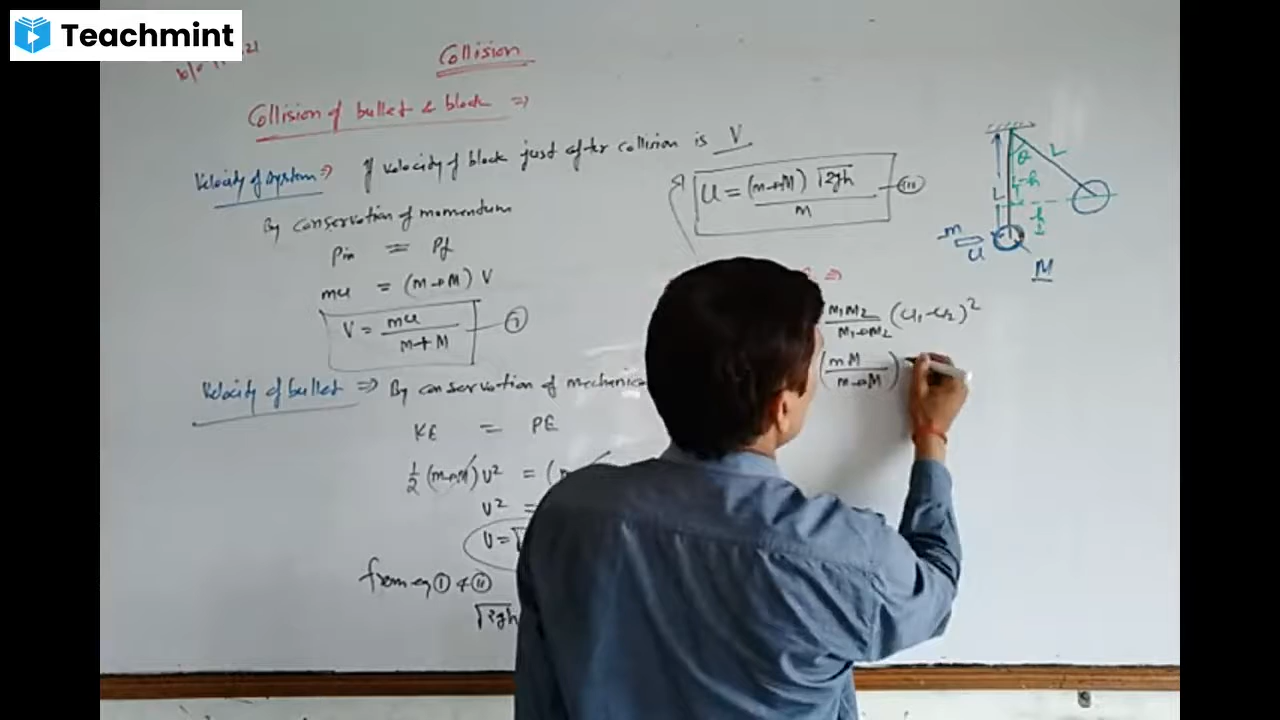 Teachmint
Collision
Collision of bullet & block ⇒
Velocity of system ⇒ If velocity of block just after collision is V
By conservation of momentum
Pin = Pf
mu = (m+M) V
V = mu / (m+M) — (I)
Velocity of bullet ⇒ By conservation of mechanica
KE = PE
1/2 (m+M) v² = (m
v² =
v = √
from eq (I) & (II)
√2gh
u = (m+M) √2gh / m — (III)
⇒
m₁m₂ / (m₁+m₂) (u₁-u₂)²
(mM / (m+M))
θ
L
L
L-h
h
m
u
M